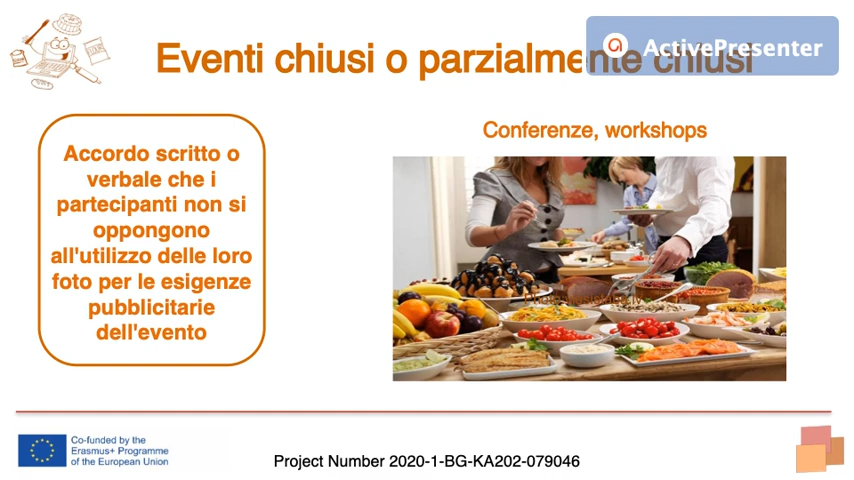 Eventi chiusi o parzialmente chiusi
ActivePresenter
Conferenze, workshops
Accordo scritto o
verbale che i
partecipanti non si
oppongono
all'utilizzo delle loro
foto per le esigenze
pubblicitarie
dell'evento
Co-funded by the
Erasmus+ Programme
of the European Union
Project Number 2020-1-BG-KA202-079046